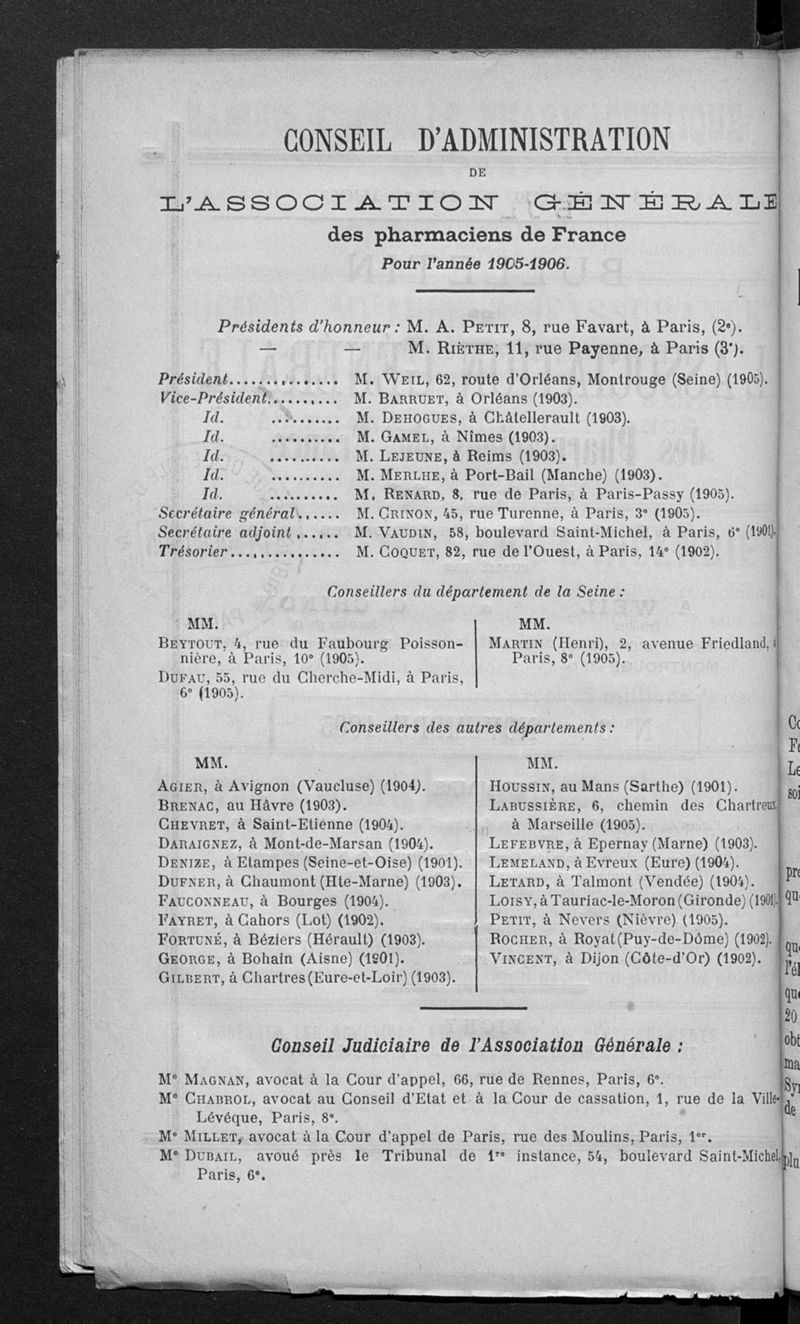 CONSEIL D'ADMINISTRATION
DE
L'ASSOCIATION GÉNÉRALE
des pharmaciens de France
Pour l'année 1905-1906.
Présidents d'honneur : M. A. PETIT, 8, rue Favart, à Paris, (2e).
— — M. RIÈTHE, 11, rue Payenne, à Paris (3e).
Président............... M. WEIL, 62, route d'Orléans, Montrouge (Seine) (1905).
Vice-Président.......... M. BARRUET, à Orléans (1903).
Id. .......... M. DEHOGUES, à Châtellerault (1903).
Id. .......... M. GAMEL, à Nîmes (1903).
Id. .......... M. LEJEUNE, à Reims (1903).
Id. .......... M. MERLHE, à Port-Bail (Manche) (1903).
Id. .......... M. RENARD, 8, rue de Paris, à Paris-Passy (1905).
Secrétaire général...... M. CRINON, 45, rue Turenne, à Paris, 3e (1905).
Secrétaire adjoint...... M. VAUDIN, 58, boulevard Saint-Michel, à Paris, 6e (1901).
Trésorier............... M. COQUET, 82, rue de l'Ouest, à Paris, 14e (1902).
Conseillers du département de la Seine :
MM.
BEYTOUT, 4, rue du Faubourg Poisson-
nière, à Paris, 10e (1905).
DUFAU, 55, rue du Cherche-Midi, à Paris,
6e (1905).
MM.
MARTIN (Henri), 2, avenue Friedland,
Paris, 8e (1905).
Conseillers des autres départements :
MM.
AGIER, à Avignon (Vaucluse) (1904).
BRENAC, au Hâvre (1903).
CHEVRET, à Saint-Etienne (1904).
DARAIGNEZ, à Mont-de-Marsan (1904).
DENIZE, à Etampes (Seine-et-Oise) (1901).
DUFNER, à Chaumont (Hte-Marne) (1903).
FAUCONNEAU, à Bourges (1904).
FAYRET, à Cahors (Lot) (1902).
FORTUNÉ, à Béziers (Hérault) (1903).
GEORGE, à Bohain (Aisne) (1901).
GILBERT, à Chartres (Eure-et-Loir) (1903).
MM.
HOUSSIN, au Mans (Sarthe) (1901).
LABUSSIÈRE, 6, chemin des Chartreux,
à Marseille (1905).
LEFEBVRE, à Epernay (Marne) (1903).
LEMELAND, à Evreux (Eure) (1904).
LETARD, à Talmont (Vendée) (1904).
LOISY, à Tauriac-le-Moron (Gironde) (1901).
PETIT, à Nevers (Nièvre) (1905).
ROCHER, à Royat (Puy-de-Dôme) (1902).
VINCENT, à Dijon (Côte-d'Or) (1902).
Conseil Judiciaire de l'Association Générale :
Me MAGNAN, avocat à la Cour d'appel, 66, rue de Rennes, Paris, 6e.
Me CHABROL, avocat au Conseil d'Etat et à la Cour de cassation, 1, rue de la Ville-
Lévéque, Paris, 8e.
Me MILLET, avocat à la Cour d'appel de Paris, rue des Moulins, Paris, 1er.
Me DUBAIL, avoué près le Tribunal de 1re instance, 54, boulevard Saint-Michel,
Paris, 6e.